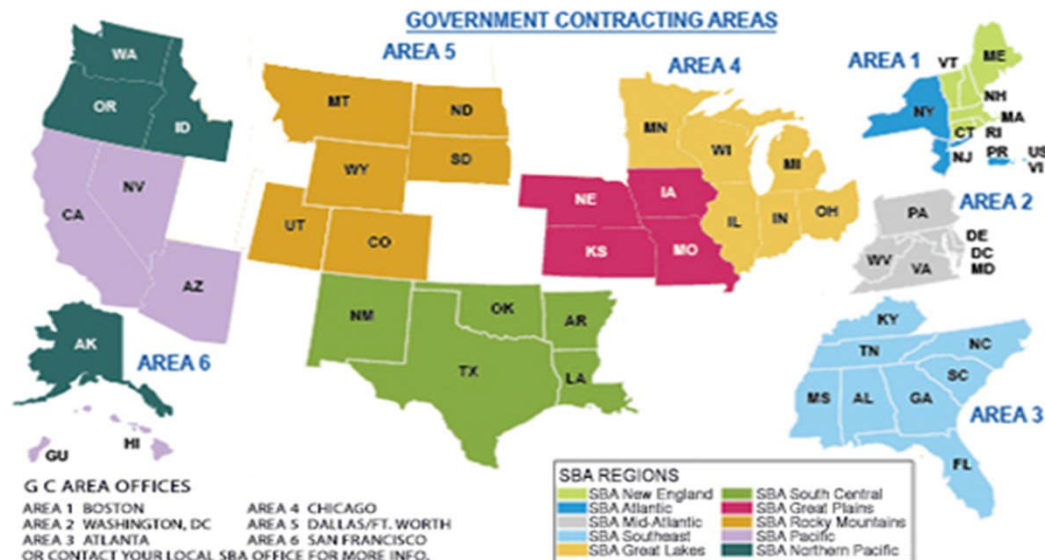 GOVERNMENT CONTRACTING AREAS
AREA 5
AREA 4
AREA 1
WA
OR
ID
MT
ND
SD
WY
UT
CO
MN
WI
MI
IL
IN
OH
NE
IA
KS
MO
VT
ME
NY
NH
MA
CT
RI
NJ
PR
US
VI
CA
NV
AZ
AREA 2
PA
WV
VA
DE
DC
MD
NM
OK
AR
TX
LA
KY
TN
NC
SC
MS
AL
GA
FL
AREA 3
AK
AREA 6
HI
GU
G C AREA OFFICES
AREA 1 BOSTON
AREA 2 WASHINGTON, DC
AREA 3 ATLANTA
AREA 4 CHICAGO
AREA 5 DALLAS/FT. WORTH
AREA 6 SAN FRANCISCO
OR CONTACT YOUR LOCAL SBA OFFICE FOR MORE INFO.
SBA REGIONS
SBA New England
SBA Atlantic
SBA Mid-Atlantic
SBA Southeast
SBA Great Lakes
SBA South Central
SBA Great Plains
SBA Rocky Mountains
SBA Pacific
SBA Northern Pacific